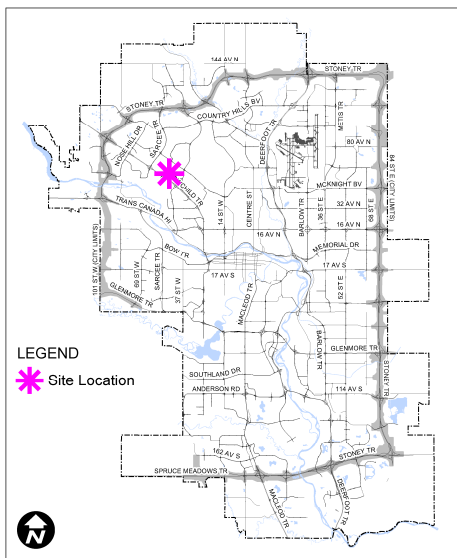 144 AV N
STONEY TR
STONEY TR
COUNTRY HILLS BV
METIS TR
NOSE HILL DR
SARCEE TR
DEERFOOT TR
80 AV N
64 ST E (CITY LIMITS)
CHILD TR
MCKNIGHT BV
TRANS CANADA HI
14 ST W
CENTRE ST
BARLOW TR
36 ST E
32 AV N
68 ST E
16 AV N
16 AV N
101 ST W (CITY LIMITS)
BOW TR
MEMORIAL DR
69 ST W
SARCEE TR
37 ST W
17 AV S
17 AV S
52 ST E
GLENMORE TR
MACLEOD TR
BARLOW TR
GLENMORE TR
LEGEND
Site Location
SOUTHLAND DR
ANDERSON RD
114 AV S
STONEY TR
162 AV S
STONEY TR
SPRUCE MEADOWS TR
MACLEOD TR
DEERFOOT TR
N